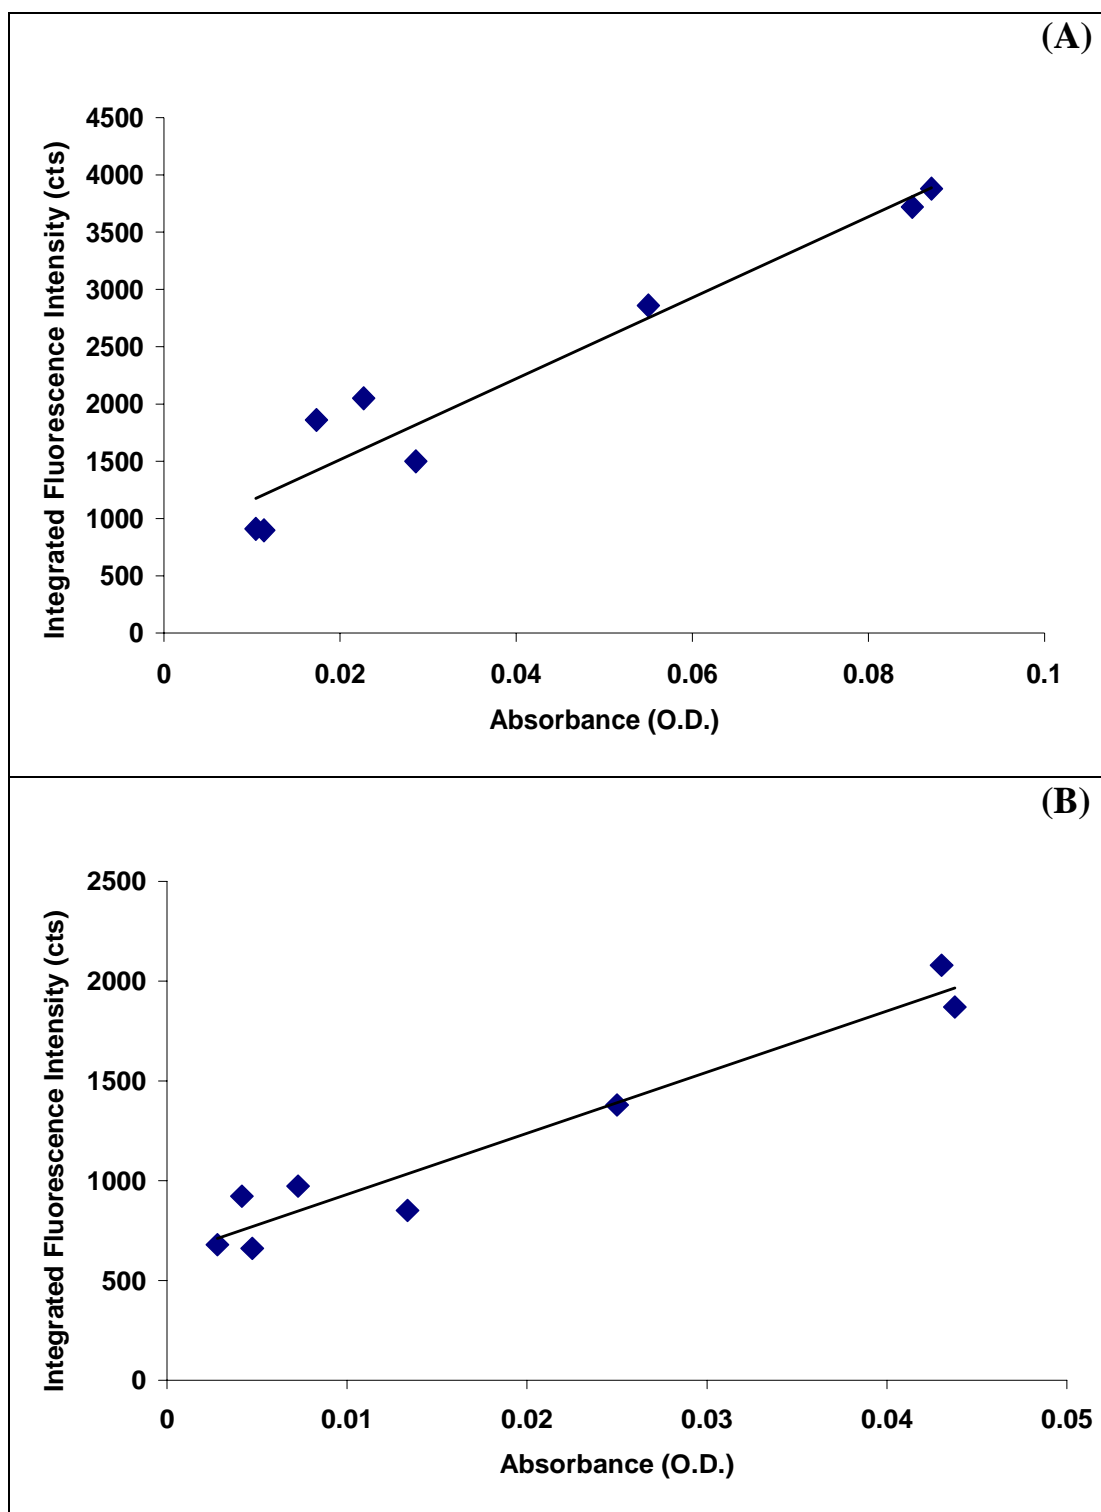 (A)
Integrated Fluorescence Intensity (cts)
4500
4000
3500
3000
2500
2000
1500
1000
500
0
0 0.02 0.04 0.06 0.08 0.1
Absorbance (O.D.)
(B)
Integrated Fluorescence Intensity (cts)
2500
2000
1500
1000
500
0
0 0.01 0.02 0.03 0.04 0.05
Absorbance (O.D.)